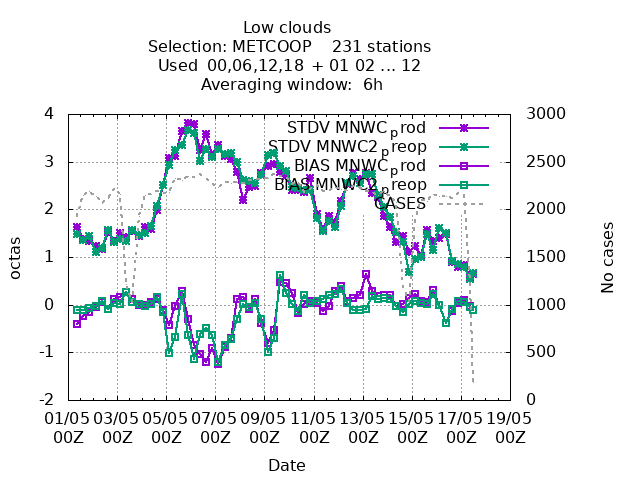 Low clouds
Selection: METCOOP    231 stations
Used  00,06,12,18  + 01 02 ... 12
Averaging window:  6h
4
3
2
1
0
-1
-2
octas
3000
2500
2000
1500
1000
500
0
No cases
STDV MNWC_prod
STDV MNWC2_preop
BIAS MNWC_prod
BIAS MNWC2_preop
CASES
01/05 03/05 05/05 07/05 09/05 11/05 13/05 15/05 17/05 19/05
00Z 00Z 00Z 00Z 00Z 00Z 00Z 00Z 00Z 00Z
Date